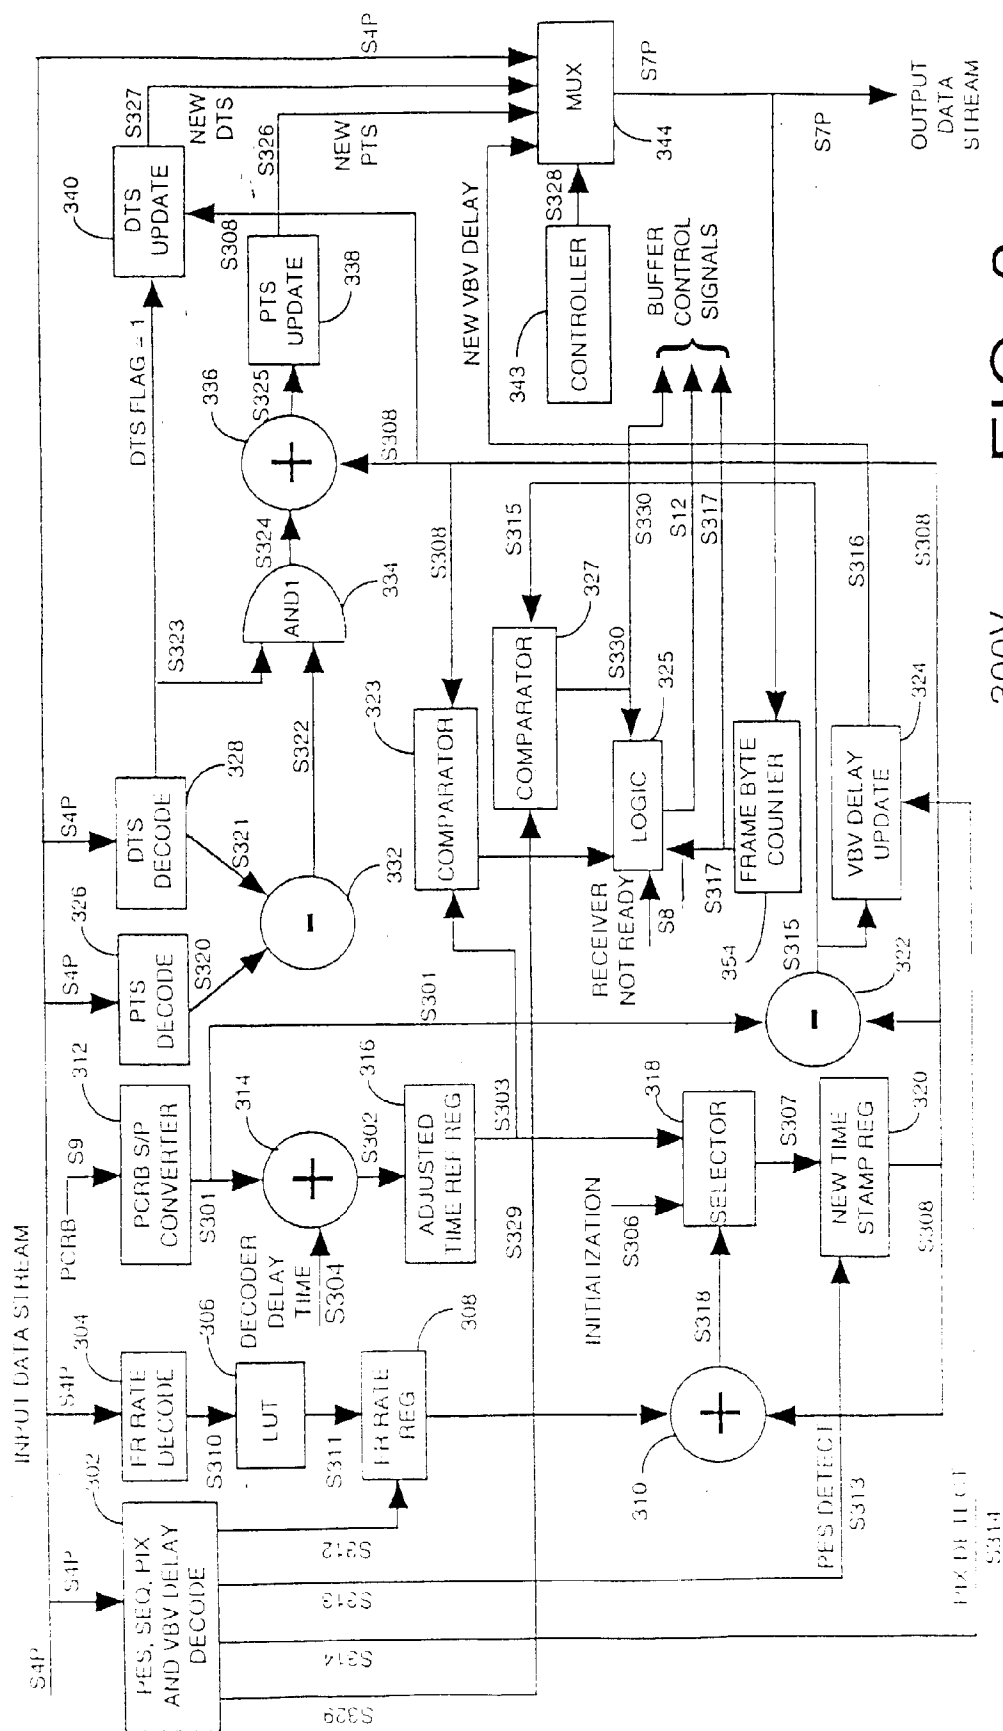 INPUT DATA STREAM
S4P
S4P
302
PES, SEQ, PIX
AND VBV DELAY
DECODE
S329
S314
S313
S312
S4P
304
FR RATE
DECODE
S310
306
LUT
S311
308
FR RATE
REG
PCRB
S9
312
PCRB S/P
CONVERTER
S301
314
+
DECODER
DELAY
TIME
S304
S302
316
ADJUSTED
TIME REF REG
S303
S329
S301
S4P
326
PTS
DECODE
S320
S4P
328
DTS
DECODE
S321
-
332
S322
S323
AND1
334
S324
336
+
S325
S308
PTS
UPDATE
338
DTS FLAG = 1
340
DTS
UPDATE
S308
S327
NEW
DTS
S326
NEW
PTS
S4P
323
COMPARATOR
S308
COMPARATOR
327
S315
S330
S330
LOGIC
325
RECEIVER
NOT READY
S8
S12
S317
S317
FRAME BYTE
COUNTER
354
BUFFER
CONTROL
SIGNALS
NEW VBV DELAY
343
CONTROLLER
S328
MUX
344
S7P
S7P
OUTPUT
DATA
STREAM
INITIALIZATION
S306
318
SELECTOR
S318
310
+
S307
NEW TIME
STAMP REG
320
S308
PES DETECT
S313
PIX DETECT
S314
-
322
S315
VBV DELAY
UPDATE
324
S316
S308
300V